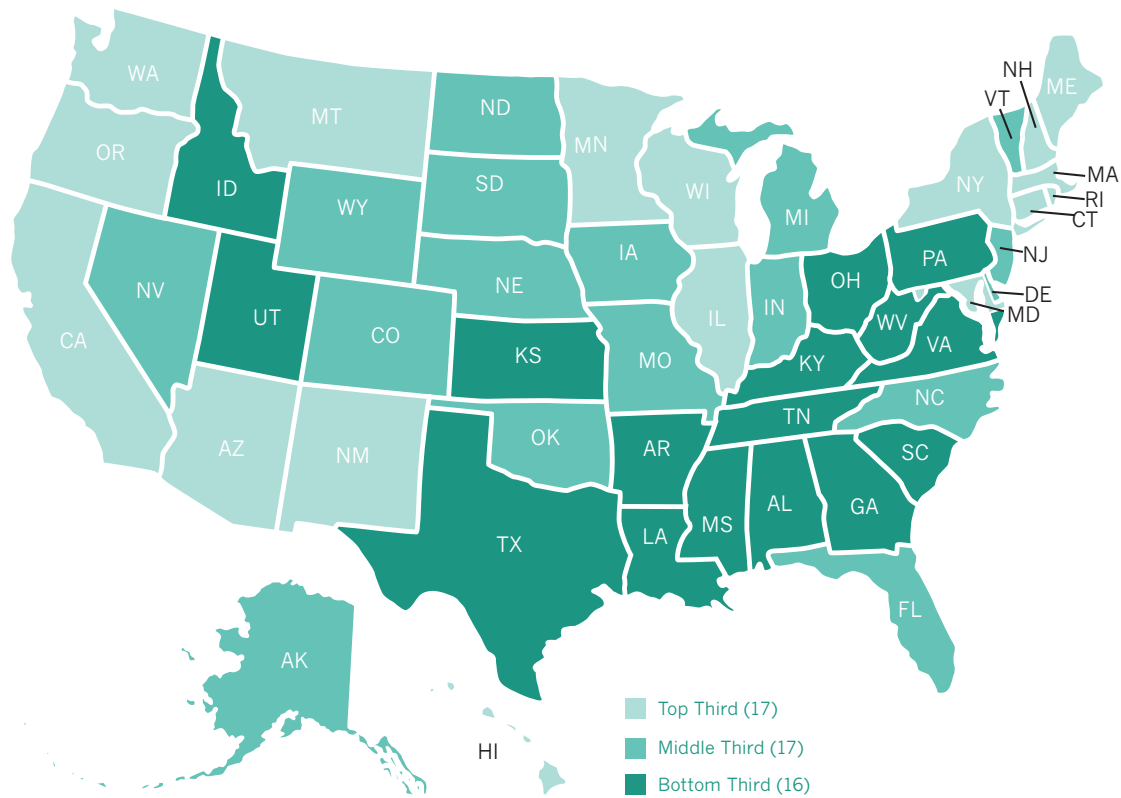 NH
VT
WA
ME
ND
MT
MN
OR
MA
NY
SD
ID
WI
RI
WY
MI
CT
IA
NJ
PA
OH
NE
NV
DE
IN
UT
IL
MD
WV
CO
CA
VA
KS
MO
KY
NC
TN
OK
AZ
AR
SC
NM
AL
GA
MS
LA
TX
FL
AK
Top Third (17)
HI
Middle Third (17)
Bottom Third (16)